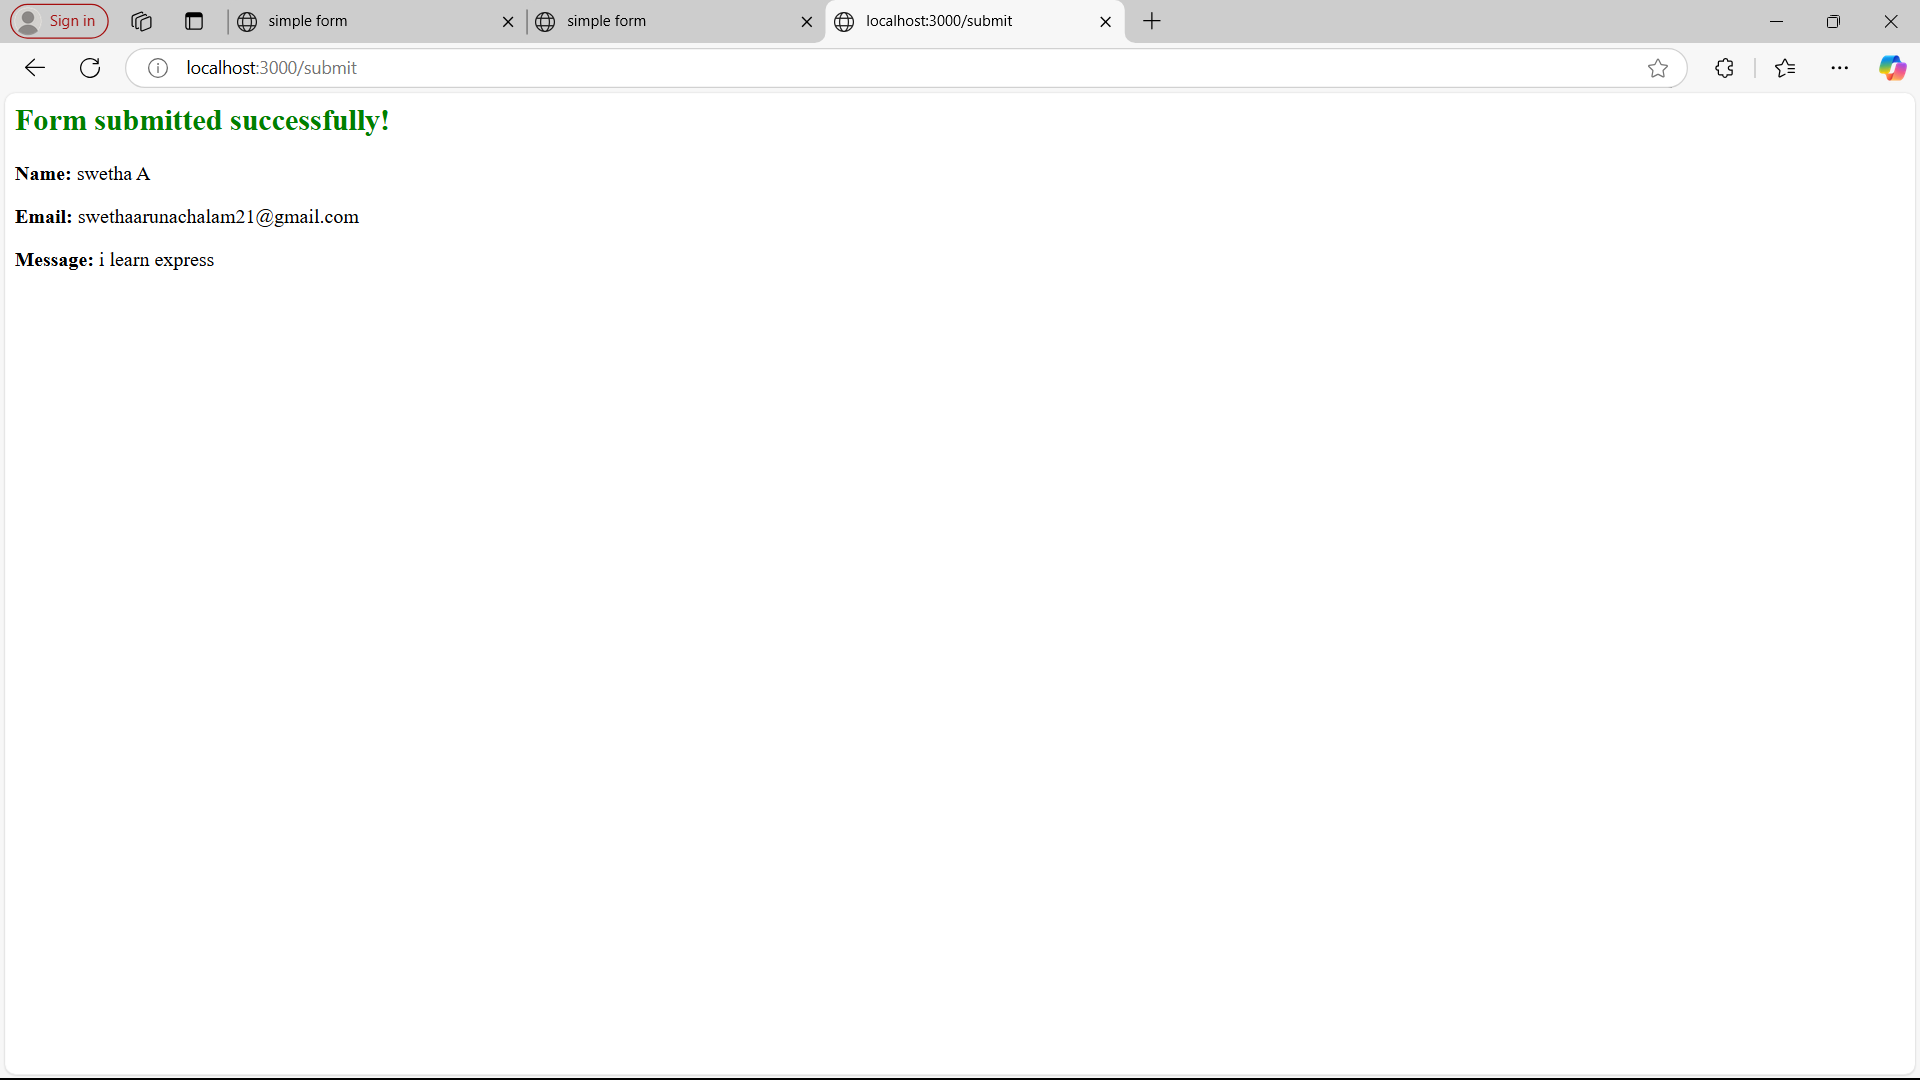 Sign in
simple form
simple form
localhost:3000/submit
localhost:3000/submit
Form submitted successfully!
Name: swetha A
Email: swethaarunachalam21@gmail.com
Message: i learn express